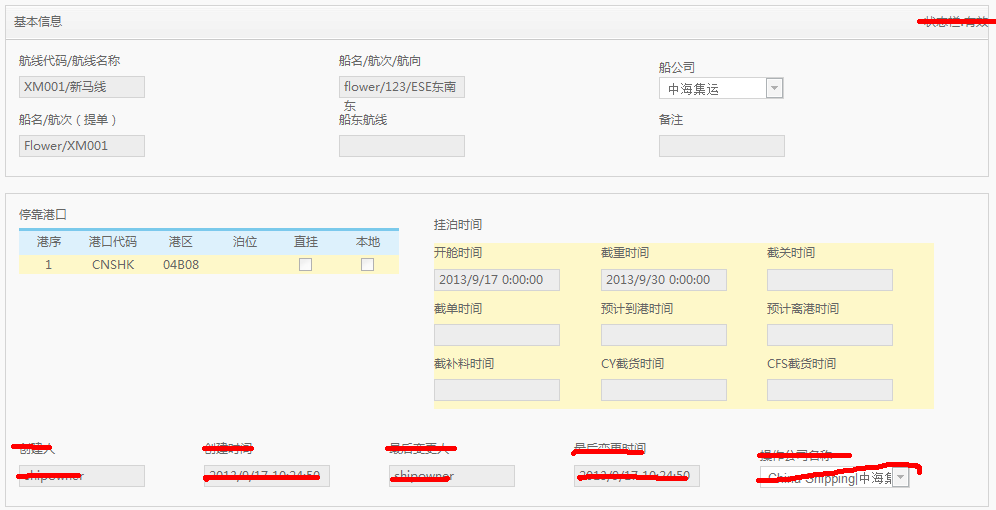 基本信息
状态栏:有效
航线代码/航线名称
船名/航次/航向
船公司
XM001/新马线
flower/123/ESE东南
东
中海集运
船名/航次（提单）
船东航线
备注
Flower/XM001
停靠港口
挂泊时间
港序 港口代码 港区 泊位 直挂 本地
1 CNSHK 04B08
开舱时间 截重时间 截关时间
2013/9/17 0:00:00 2013/9/30 0:00:00
截单时间 预计到港时间 预计离港时间
截补料时间 CY截货时间 CFS截货时间
创建人 创建时间 最后变更人 最后变更时间 操作公司名称
shipowner 2013/9/17 10:24:50 shipowner 2013/9/17 10:24:50 China Shipping|中海集